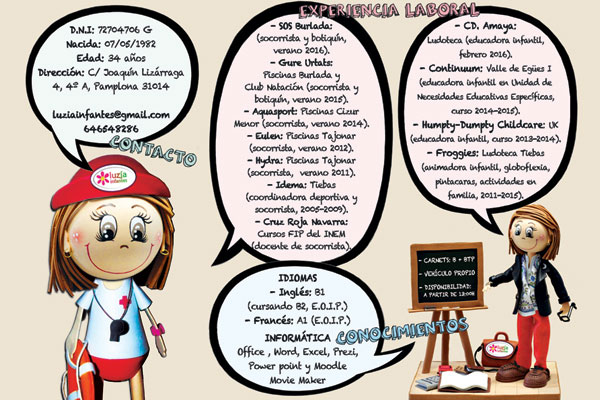 D.N.I: 72704706 G
Nacida: 07/05/1982
Edad: 34 años
Dirección: C/ Joaquín Lizárraga
4, 4º A, Pamplona 31014
luziainfantes@gmail.com
646548286
CONTACTO
luzia
infantes
EXPERIENCIA LABORAL
- SOS Burlada:
(socorrista y botiquín,
verano 2016).
- Gure Urtats:
Piscinas Burlada y
Club Natación (socorrista y
botiquín, verano 2015).
- Aquasport: Piscinas Cizur
Menor (socorrista, verano 2014).
- Eulen: Piscinas Tajonar
(socorrista, verano 2012).
- Hydra: Piscinas Tajonar
(socorrista, verano 2011).
- Idema: Tiebas
(coordinadora deportiva y
socorrista, 2005-2009).
- Cruz Roja Navarra:
Cursos FIP del INEM
(docente de socorrista).
- CD. Amaya:
Ludoteca (educadora infantil,
febrero 2016).
- Continuum: Valle de Egües I
(educadora infantil en Unidad de
Necesidades Educativas Específicas,
curso 2014-2015).
- Humpty-Dumpty Childcare: UK
(educadora infantil, curso 2013-2014).
- Froggies: Ludoteca Tiebas
(animadora infantil, globoflexia,
pintacaras, actividades en
familia, 2011-2015).
IDIOMAS
- Inglés: B1
(cursando B2, E.O.I.P.)
- Francés: A1 (E.O.I.P.)
INFORMÁTICA
Office, Word, Excel, Prezi,
Power point y Moodle
Movie Maker
CONOCIMIENTOS
- CARNETS: B + BTP
- VEHÍCULO PROPIO
- DISPONIBILIDAD:
A PARTIR DE 12:00H
luzia